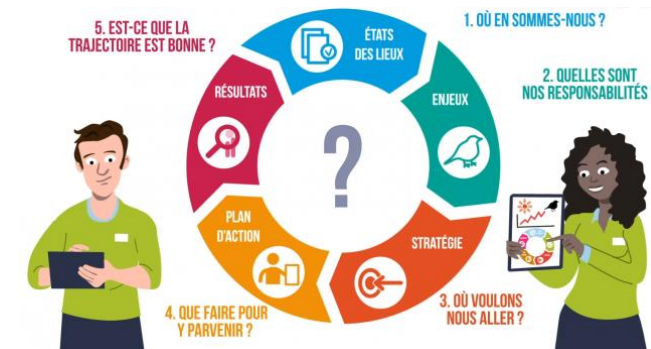 1. OÙ EN SOMMES-NOUS ?
ÉTATS
DES LIEUX
2. QUELLES SONT
NOS RESPONSABILITÉS
ENJEUX
3. OÙ VOULONS
NOUS ALLER ?
STRATÉGIE
4. QUE FAIRE POUR
Y PARVENIR ?
PLAN
D'ACTION
5. EST-CE QUE LA
TRAJECTOIRE EST BONNE ?
RÉSULTATS
?